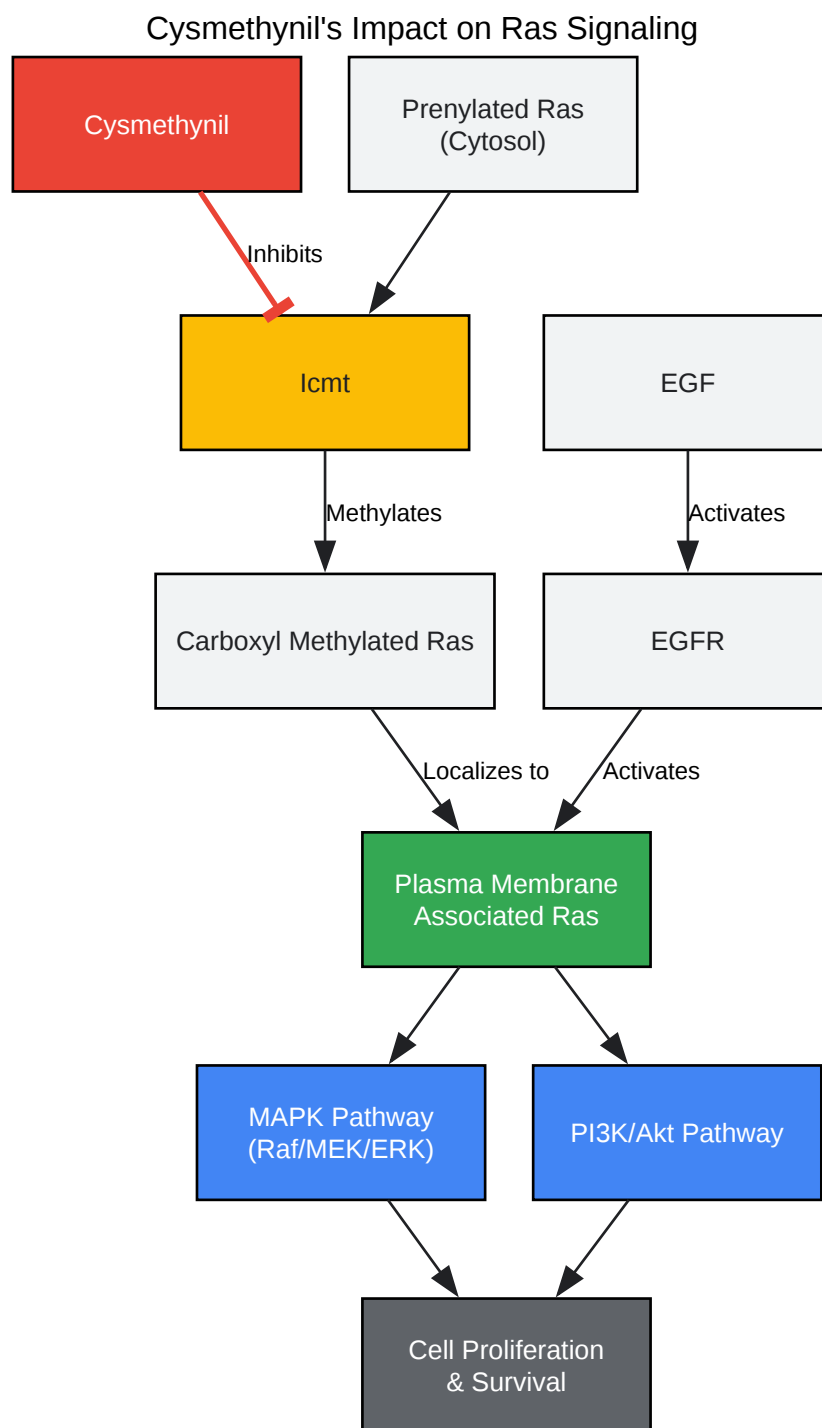 Cysmethynil's Impact on Ras Signaling
Cysmethynil
Prenylated Ras
(Cytosol)
Inhibits
Icmt
EGF
Methylates
Activates
Carboxyl Methylated Ras
EGFR
Localizes to
Activates
Plasma Membrane
Associated Ras
MAPK Pathway
(Raf/MEK/ERK)
PI3K/Akt Pathway
Cell Proliferation
& Survival